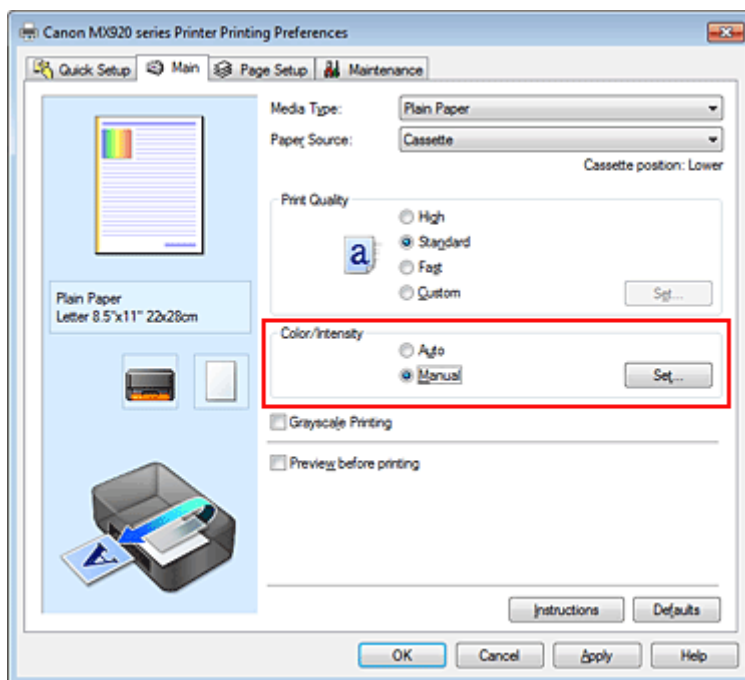 Canon MX920 series Printer Printing Preferences
Quick Setup Main Page Setup Maintenance
Media Type: Plain Paper
Paper Source: Cassette
Cassette position: Lower
Print Quality
High
a Standard
Fast
Custom Set...
Plain Paper
Letter 8.5"x11" 22x28cm
Color/Intensity
Auto
Manual Set...
Grayscale Printing
Preview before printing
A
Instructions Defaults
OK Cancel Apply Help